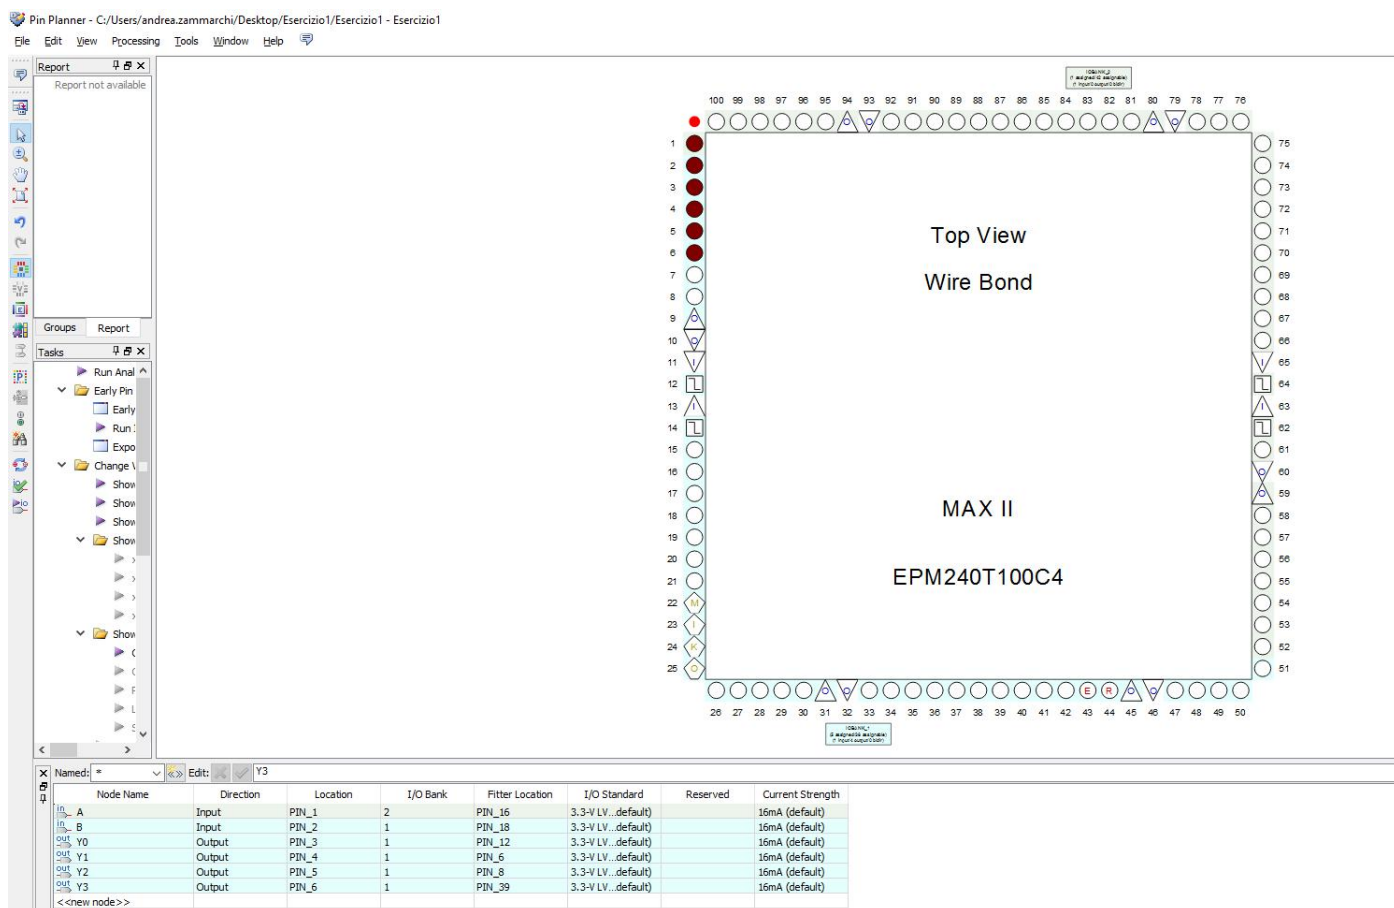 Pin Planner - C:/Users/andrea.zammarchi/Desktop/Esercizio1/Esercizio1 - Esercizio1
File Edit View Processing Tools Window Help
Report
Report not available
Groups Report
Tasks
Run Anal
Early Pin
Early
Run
Expo
Change
Show
Show
Show
Show
Show
IOBANK_2
100 99 98 97 96 95 94 93 92 91 90 89 88 87 86 85 84 83 82 81 80 79 78 77 76
1 75
2 74
3 73
4 72
5 71
6 70
7 69
8 68
9 O 67
10 O 66
11 I I 65
12 64
13 I I 63
14 62
15 61
16 O 60
17 O 59
18 58
19 57
20 56
21 55
22 M 54
23 I 53
24 K 52
25 O 51
Top View
Wire Bond
MAX II
EPM240T100C4
E R
26 27 28 29 30 31 32 33 34 35 36 37 38 39 40 41 42 43 44 45 46 47 48 49 50
IOBANK_1
Named: * Edit: Y3
Node Name Direction Location I/O Bank Fitter Location I/O Standard Reserved Current Strength
in A Input PIN_1 2 PIN_16 3.3-V LV...default) 16mA (default)
in B Input PIN_2 1 PIN_18 3.3-V LV...default) 16mA (default)
out Y0 Output PIN_3 1 PIN_12 3.3-V LV...default) 16mA (default)
out Y1 Output PIN_4 1 PIN_6 3.3-V LV...default) 16mA (default)
out Y2 Output PIN_5 1 PIN_8 3.3-V LV...default) 16mA (default)
out Y3 Output PIN_6 1 PIN_39 3.3-V LV...default) 16mA (default)
<<new node>>